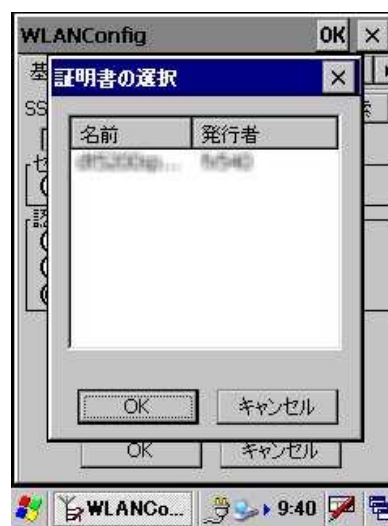 WLANConfig OK ×
基
証明書の選択 ×
SS
名前 発行者
OK キャンセル
OK キャンセル
WLANCo... 9:40